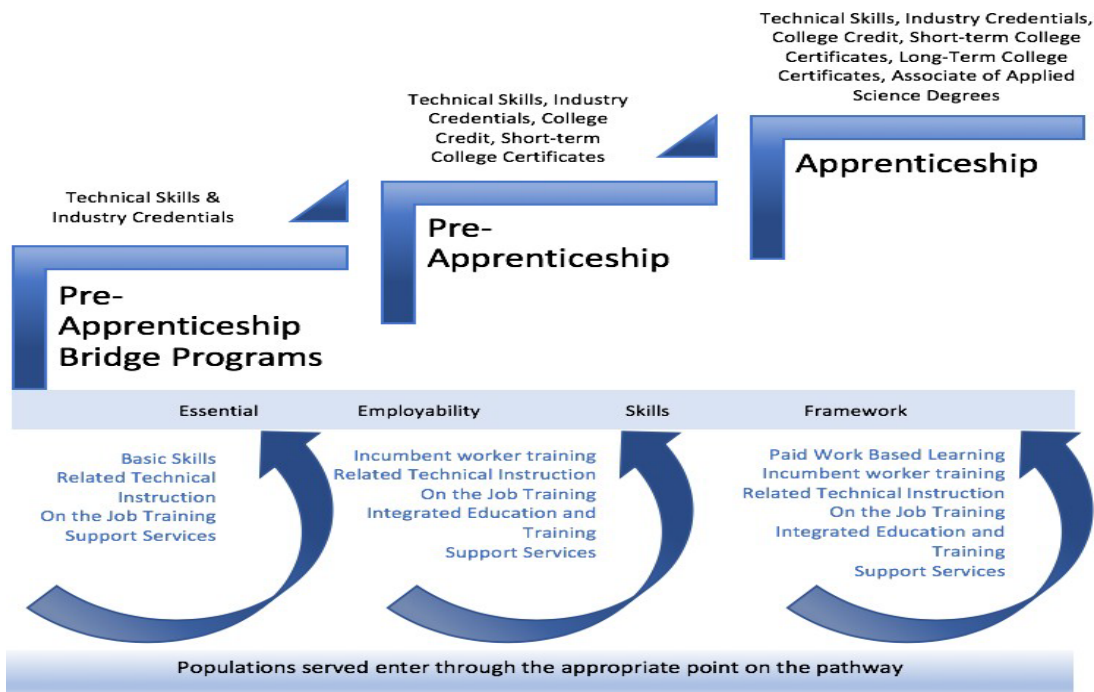 Technical Skills, Industry Credentials,
College Credit, Short-term College
Certificates, Long-Term College
Certificates, Associate of Applied
Science Degrees
Apprenticeship
Technical Skills, Industry
Credentials, College
Credit, Short-term
College Certificates
Pre-
Apprenticeship
Technical Skills &
Industry Credentials
Pre-
Apprenticeship
Bridge Programs
Essential Employability Skills Framework
Basic Skills
Related Technical
Instruction
On the Job Training
Support Services
Incumbent worker training
Related Technical Instruction
On the Job Training
Integrated Education and
Training
Support Services
Paid Work Based Learning
Incumbent worker training
Related Technical Instruction
On the Job Training
Integrated Education and
Training
Support Services
Populations served enter through the appropriate point on the pathway